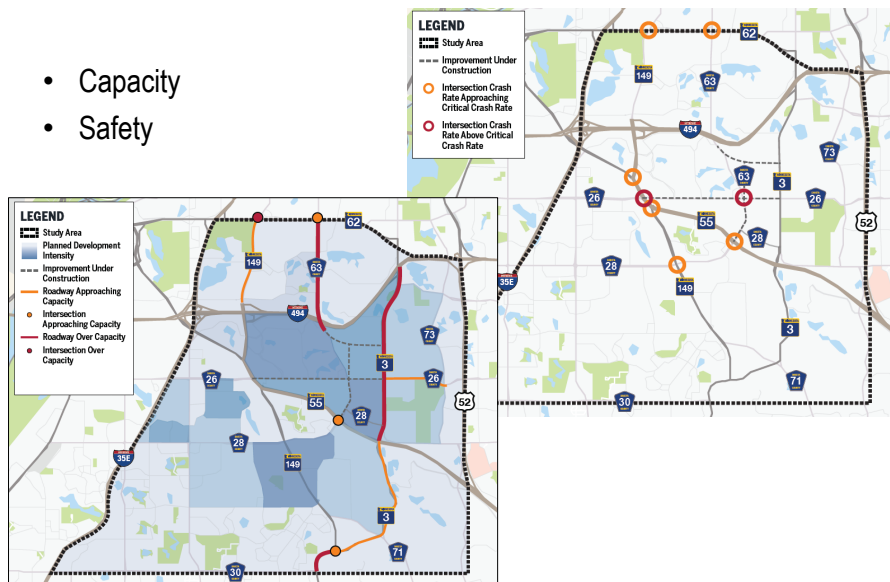 • Capacity
• Safety
LEGEND
Study Area
Improvement Under
Construction
Intersection Crash
Rate Approaching
Critical Crash Rate
Intersection Crash
Rate Above Critical
Crash Rate
62
149
63
494
73
63
3
26
26
55
28
52
28
35E
149
3
71
30
LEGEND
Study Area
Planned Development
Intensity
Improvement Under
Construction
Roadway Approaching
Capacity
Intersection
Approaching Capacity
Roadway Over Capacity
Intersection Over
Capacity
62
149
63
494
73
3
26
26
55
28
52
28
35E
149
3
71
30